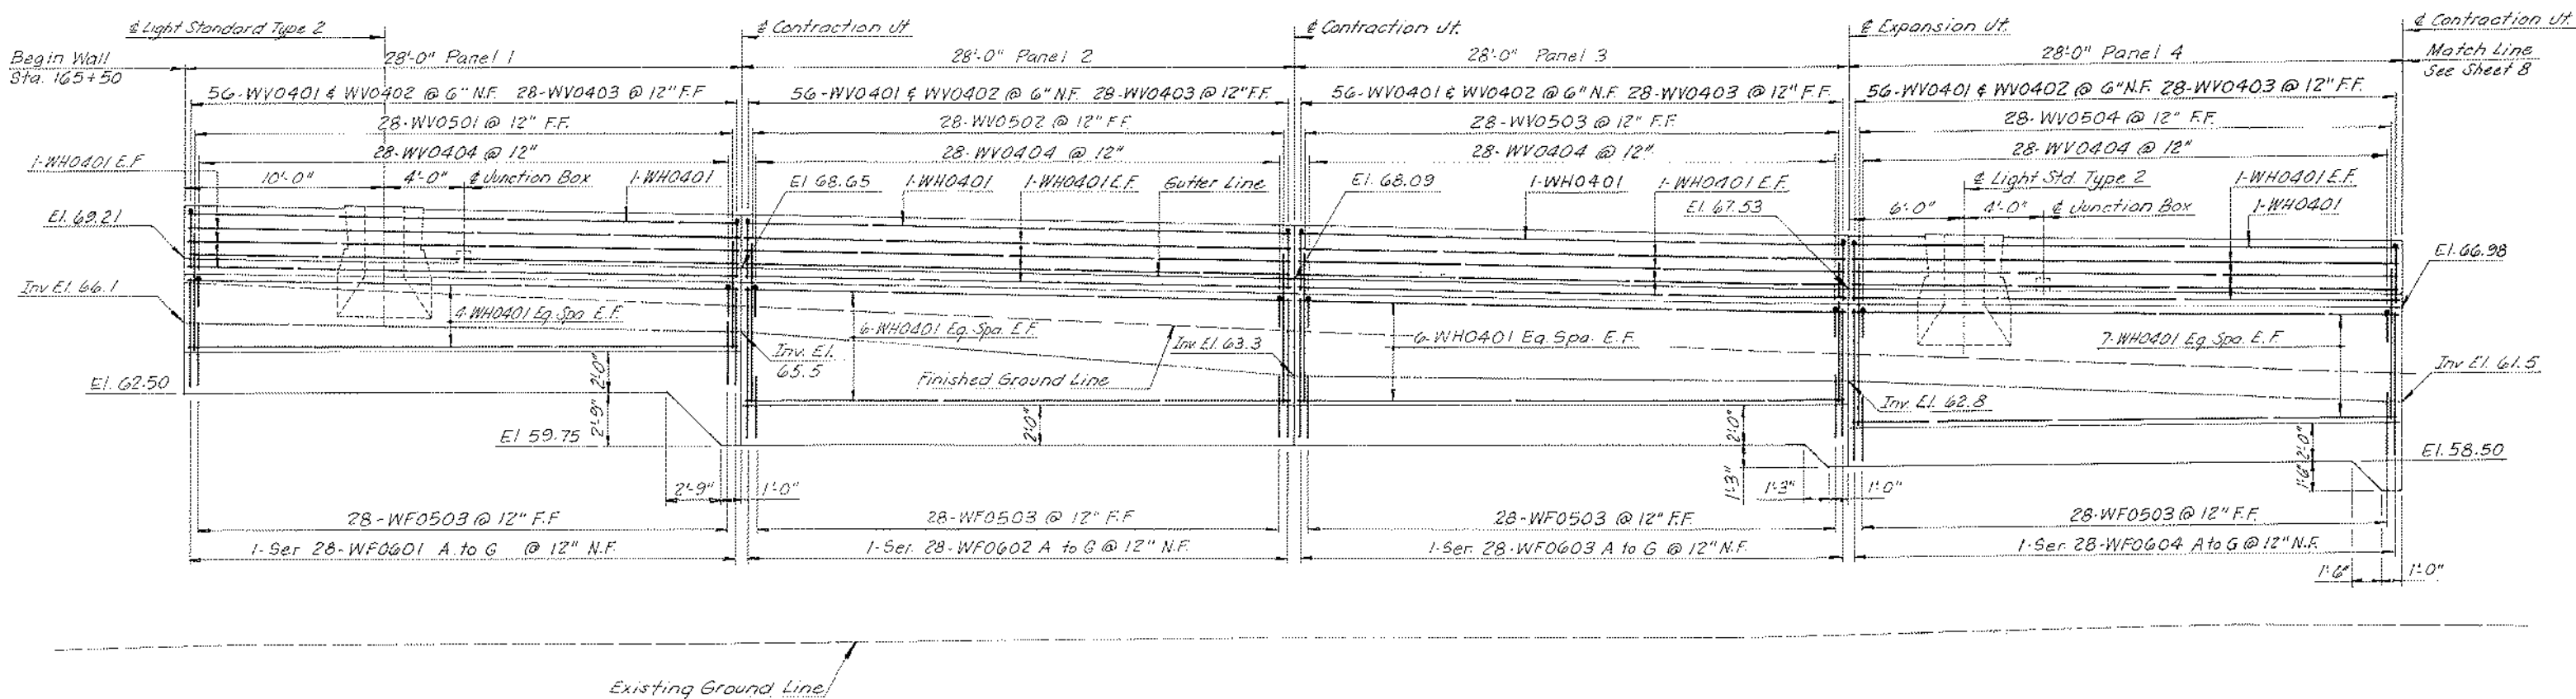 ℄ Light Standard Type 2
℄ Contraction Jt
℄ Contraction Jt.
℄ Expansion Jt.
℄ Contraction Jt.
Begin Wall
Sta. 165+50
28'-0" Panel 1
28'-0" Panel 2
28'-0" Panel 3
28'-0" Panel 4
Match Line
See Sheet 8
56-WV0401 & WV0402 @ 6" N.F. 28-WV0403 @ 12" F.F
56-WV0401 & WV0402 @ 6" N.F. 28-WV0403 @ 12" F.F.
56-WV0401 & WV0402 @ 6" N.F. 28-WV0403 @ 12" F.F.
56-WV0401 & WV0402 @ 6" N.F. 28-WV0403 @ 12" F.F.
28-WV0501 @ 12" F.F.
28-WV0502 @ 12" F.F.
28-WV0503 @ 12" F.F.
28-WV0504 @ 12" F.F.
1-WH0401 E.F.
28-WV0404 @ 12"
28-WV0404 @ 12"
28-WV0404 @ 12"
28-WV0404 @ 12"
10'-0"
4'-0"
℄ Junction Box
1-WH0401
El. 68.65
1-WH0401
1-WH0401 E.F.
Gutter Line
El. 68.09
1-WH0401
1-WH0401 E.F.
℄ Light Std. Type 2
1-WH0401 E.F.
El. 69.21
El. 67.53
6'-0"
4'-0"
℄ Junction Box
1-WH0401
El. 66.98
Inv El. 66.1
4-WH0401 Eq. Spa E.F.
6-WH0401 Eq. Spa. E.F.
Inv. El. 63.3
6-WH0401 Eq. Spa. E.F.
7-WH0401 Eq Spa. E.F.
Inv. El.
65.5
Inv El. 61.5
El. 62.50
2'-0"
Finished Ground Line
Inv. El. 62.8
El 59.75
2'-9"
2'-0"
2'-0"
1'-3"
2'-0"
1'-6"
El. 58.50
2'-9"
1'-0"
1'-3"
1'-0"
28-WF0503 @ 12" F.F
28-WF0503 @ 12" F.F
28-WF0503 @ 12" F.F.
28-WF0503 @ 12" F.F.
1-Ser. 28-WF0601 A to G @ 12" N.F.
1-Ser. 28-WF0602 A to G @ 12" N.F.
1-Ser. 28-WF0603 A to G @ 12" N.F.
1-Ser. 28-WF0604 A to G @ 12" N.F.
1'-6"
1'-0"
Existing Ground Line